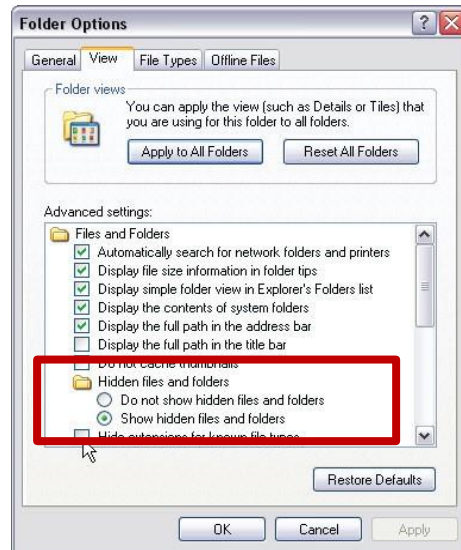 Folder Options
General View File Types Offline Files
Folder views
You can apply the view (such as Details or Tiles) that
you are using for this folder to all folders.
Apply to All Folders Reset All Folders
Advanced settings:
Files and Folders
Automatically search for network folders and printers
Display file size information in folder tips
Display simple folder view in Explorer's Folders list
Display the contents of system folders
Display the full path in the address bar
Display the full path in the title bar
Do not cache thumbnails
Hidden files and folders
Do not show hidden files and folders
Show hidden files and folders
Hide extensions for known file types
Restore Defaults
OK Cancel Apply